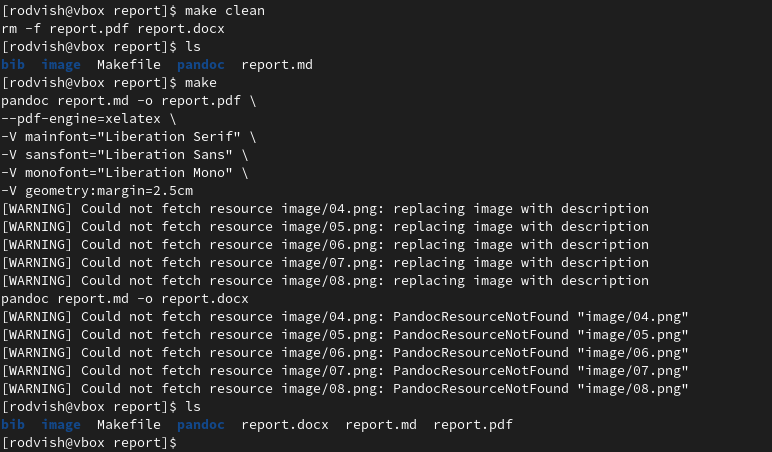 [rodvish@vbox report]$ make clean
rm -f report.pdf report.docx
[rodvish@vbox report]$ ls
bib  image  Makefile  pandoc  report.md
[rodvish@vbox report]$ make
pandoc report.md -o report.pdf \
--pdf-engine=xelatex \
-V mainfont="Liberation Serif" \
-V sansfont="Liberation Sans" \
-V monofont="Liberation Mono" \
-V geometry:margin=2.5cm
[WARNING] Could not fetch resource image/04.png: replacing image with description
[WARNING] Could not fetch resource image/05.png: replacing image with description
[WARNING] Could not fetch resource image/06.png: replacing image with description
[WARNING] Could not fetch resource image/07.png: replacing image with description
[WARNING] Could not fetch resource image/08.png: replacing image with description
pandoc report.md -o report.docx
[WARNING] Could not fetch resource image/04.png: PandocResourceNotFound "image/04.png"
[WARNING] Could not fetch resource image/05.png: PandocResourceNotFound "image/05.png"
[WARNING] Could not fetch resource image/06.png: PandocResourceNotFound "image/06.png"
[WARNING] Could not fetch resource image/07.png: PandocResourceNotFound "image/07.png"
[WARNING] Could not fetch resource image/08.png: PandocResourceNotFound "image/08.png"
[rodvish@vbox report]$ ls
bib  image  Makefile  pandoc  report.docx  report.md  report.pdf
[rodvish@vbox report]$